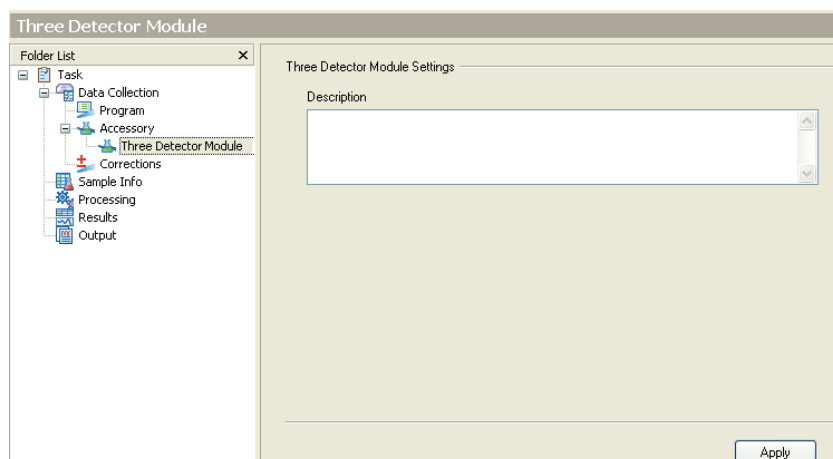 Three Detector Module
Folder List
Task
Data Collection
Program
Accessory
Three Detector Module
Corrections
Sample Info
Processing
Results
Output
Three Detector Module Settings
Description
Apply